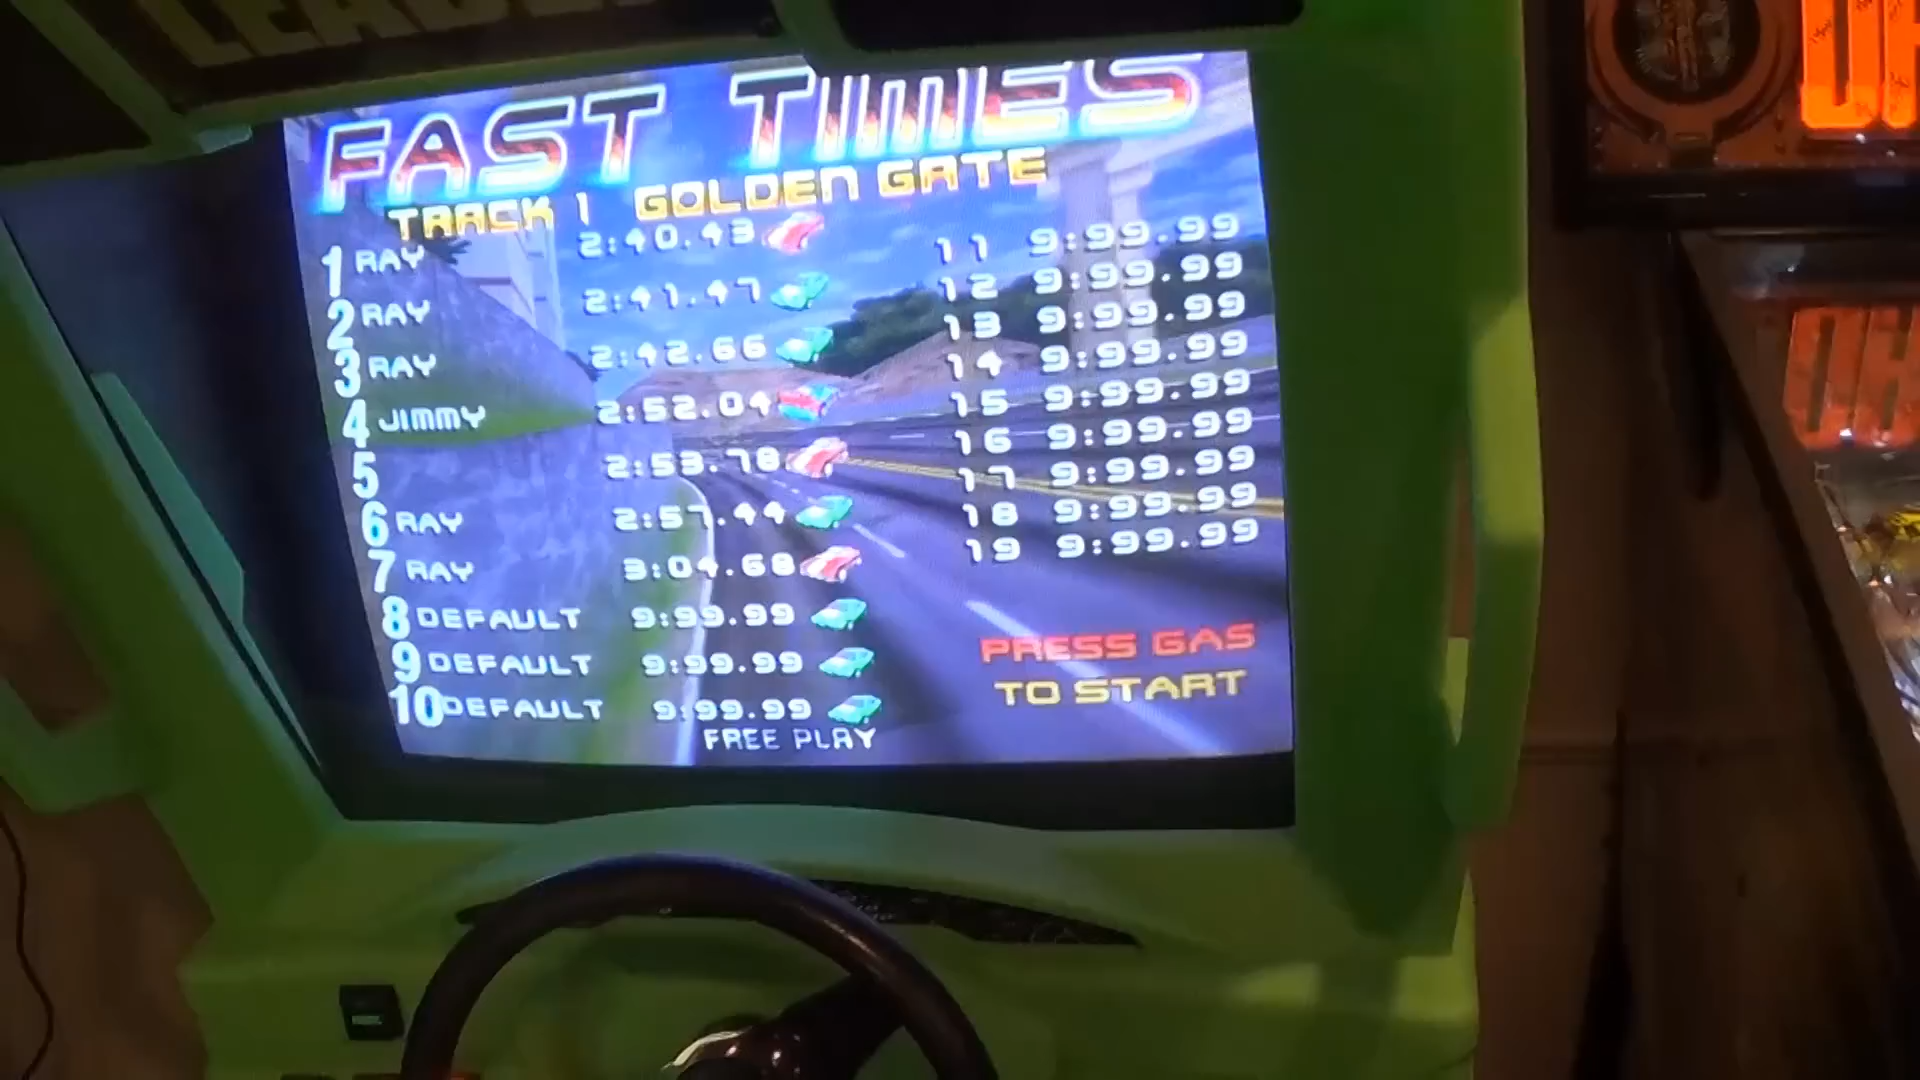 LEADE
FAST TIMES
TRACK 1 GOLDEN GATE
1 RAY 2:40.43
2 RAY 2:41.47
3 RAY 2:42.66
4 JIMMY 2:52.04
5 2:53.78
6 RAY 2:57.44
7 RAY 3:04.68
8 DEFAULT 9:99.99
9 DEFAULT 9:99.99
10 DEFAULT 9:99.99
11 9:99.99
12 9:99.99
13 9:99.99
14 9:99.99
15 9:99.99
16 9:99.99
17 9:99.99
18 9:99.99
19 9:99.99
PRESS GAS
TO START
FREE PLAY